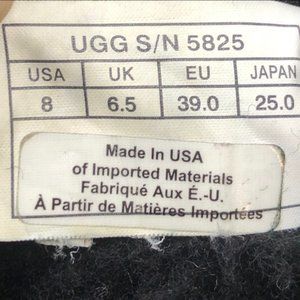 UGG S/N 5825
USA UK EU JAPAN
8 6.5 39.0 25.0
Made In USA
of Imported Materials
Fabriqué Aux É.-U.
À Partir de Matières Importées